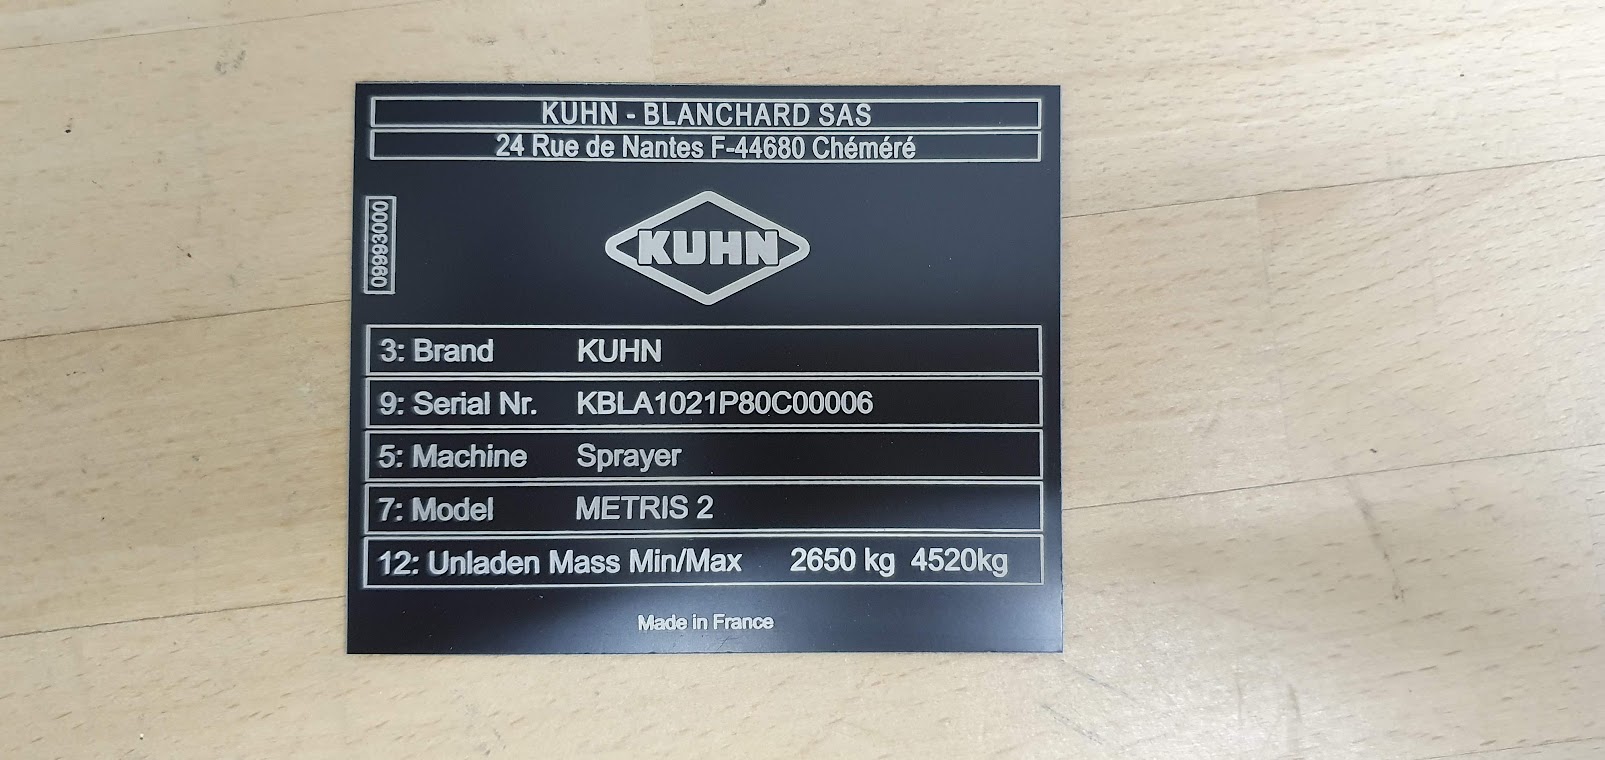 KUHN - BLANCHARD SAS
24 Rue de Nantes F-44680 Chéméré
09993000
KUHN
3: Brand KUHN
9: Serial Nr. KBLA1021P80C00006
5: Machine Sprayer
7: Model METRIS 2
12: Unladen Mass Min/Max 2650 kg 4520kg
Made in France